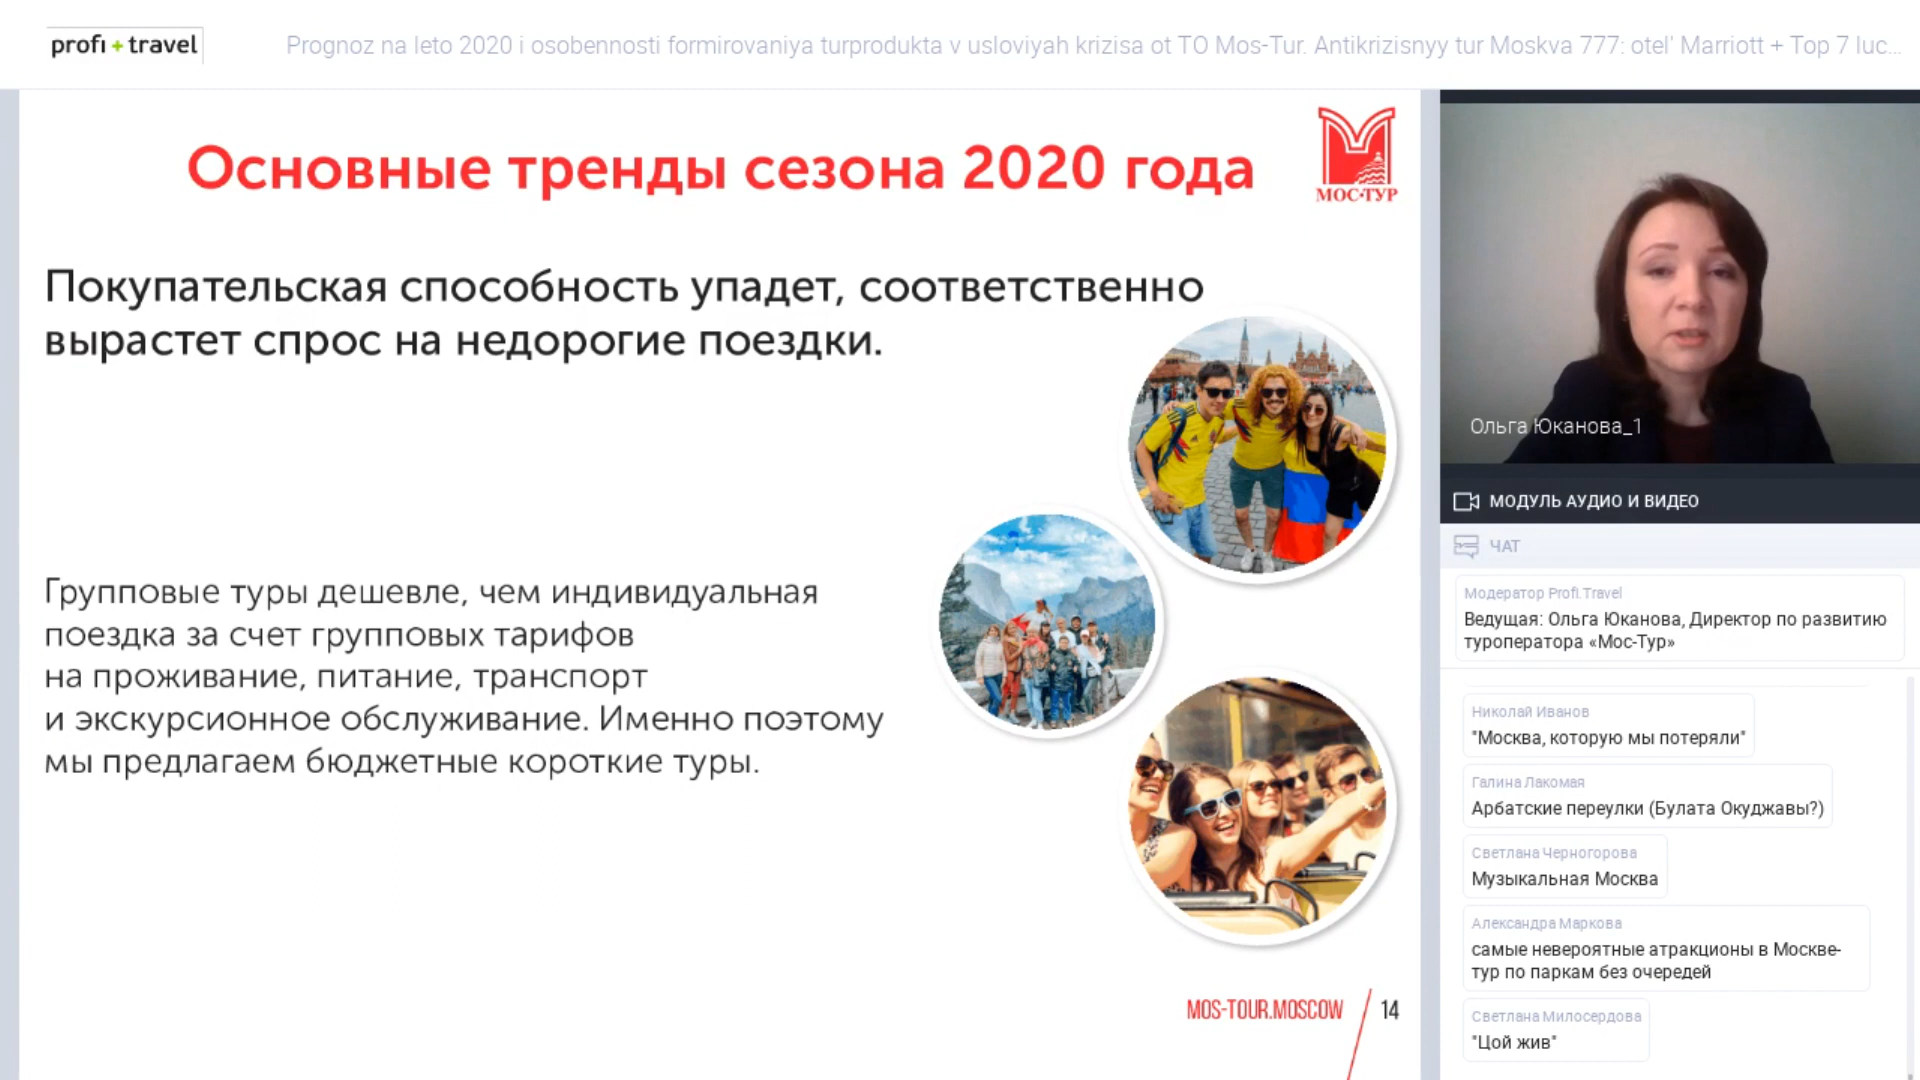 profi + travel
Prognoz na leto 2020 i osobennosti formirovaniya turprodukta v usloviyah krizisa ot TO Mos-Tur. Antikrizisnyy tur Moskva 777: otel' Marriott + Top 7 luc...
Основные тренды сезона 2020 года
МОС-ТУР
Покупательская способность упадет, соответственно
вырастет спрос на недорогие поездки.
Групповые туры дешевле, чем индивидуальная
поездка за счет групповых тарифов
на проживание, питание, транспорт
и экскурсионное обслуживание. Именно поэтому
мы предлагаем бюджетные короткие туры.
MOS-TOUR.MOSCOW
14
Ольга Юканова_1
МОДУЛЬ АУДИО И ВИДЕО
ЧАТ
Модератор Profi.Travel
Ведущая: Ольга Юканова, Директор по развитию
туроператора «Мос-Тур»
Николай Иванов
"Москва, которую мы потеряли"
Галина Лакомая
Арбатские переулки (Булата Окуджавы?)
Светлана Черногорова
Музыкальная Москва
Александра Маркова
самые невероятные атракционы в Москве-
тур по паркам без очередей
Светлана Милосердова
"Цой жив"